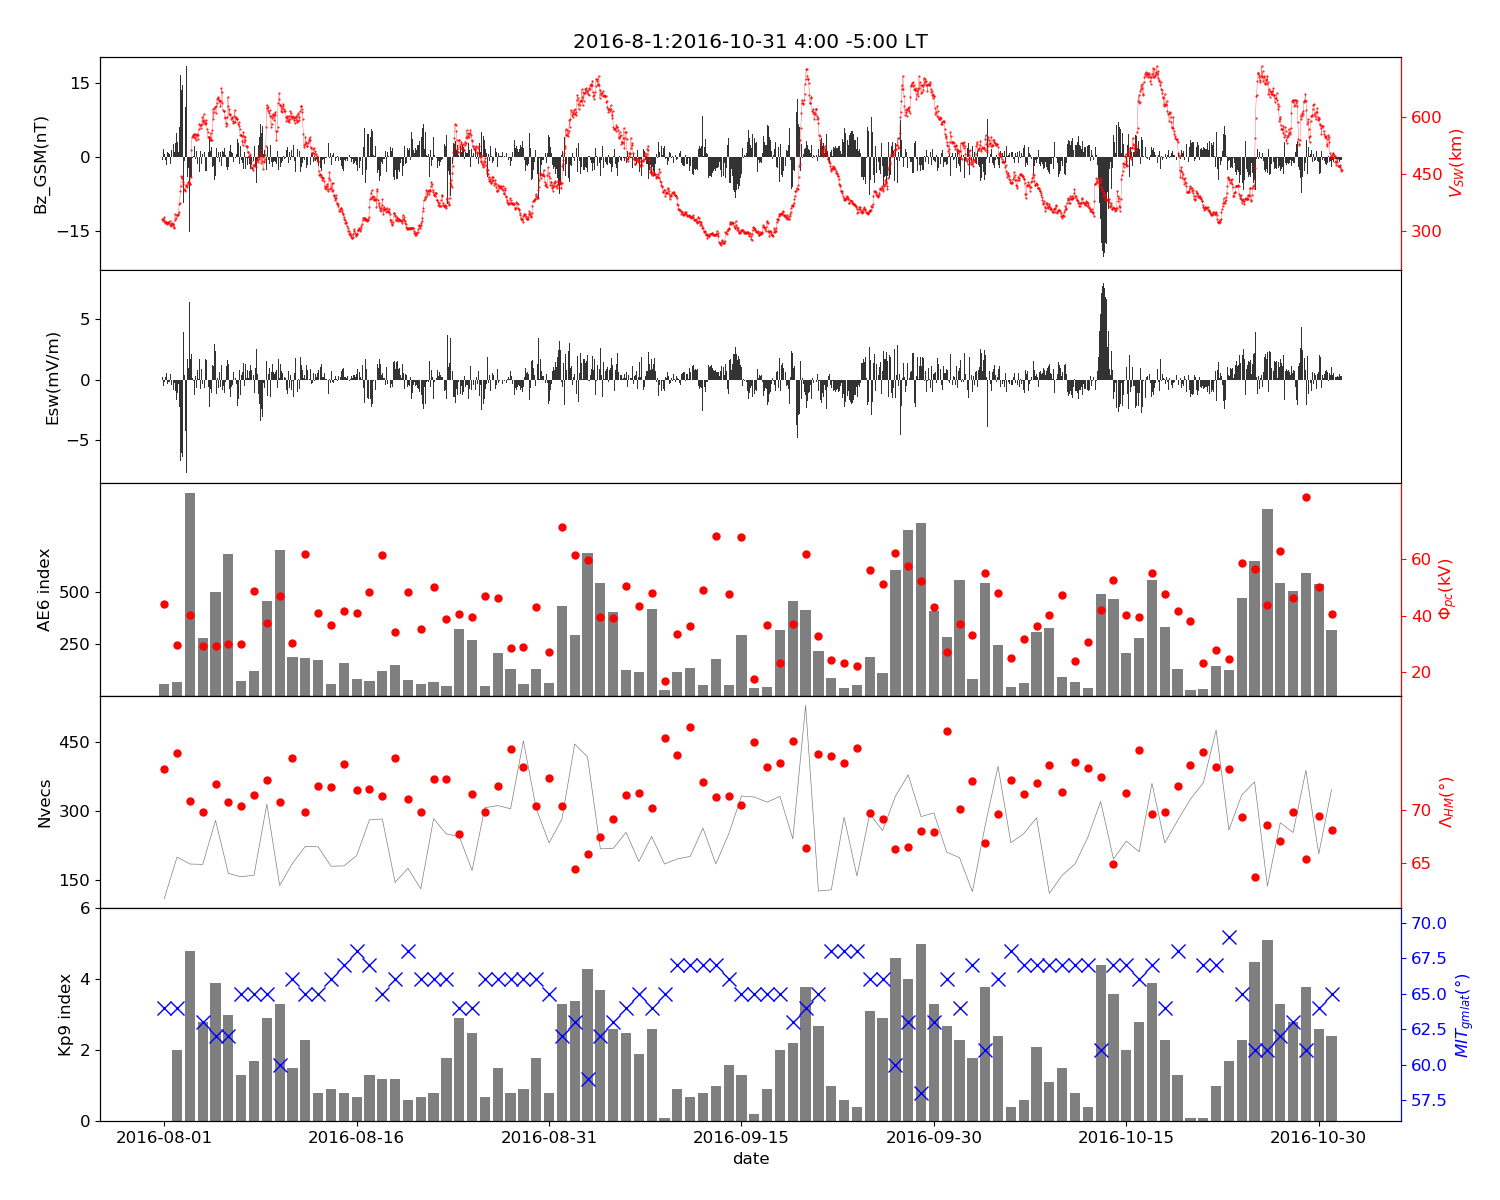 2016-8-1:2016-10-31 4:00 -5:00 LT
Bz_GSM(nT)
15
0
−15
600
450
300
V_SW(km)
Esw(mV/m)
5
0
−5
AE6 index
500
250
60
40
20
Φ_pc(kV)
Nvecs
450
300
150
70
65
Λ_HM(°)
Kp9 index
6
4
2
0
70.0
67.5
65.0
62.5
60.0
57.5
MIT_gmlat(°)
2016-08-01 2016-08-16 2016-08-31 2016-09-15 2016-09-30 2016-10-15 2016-10-30
date